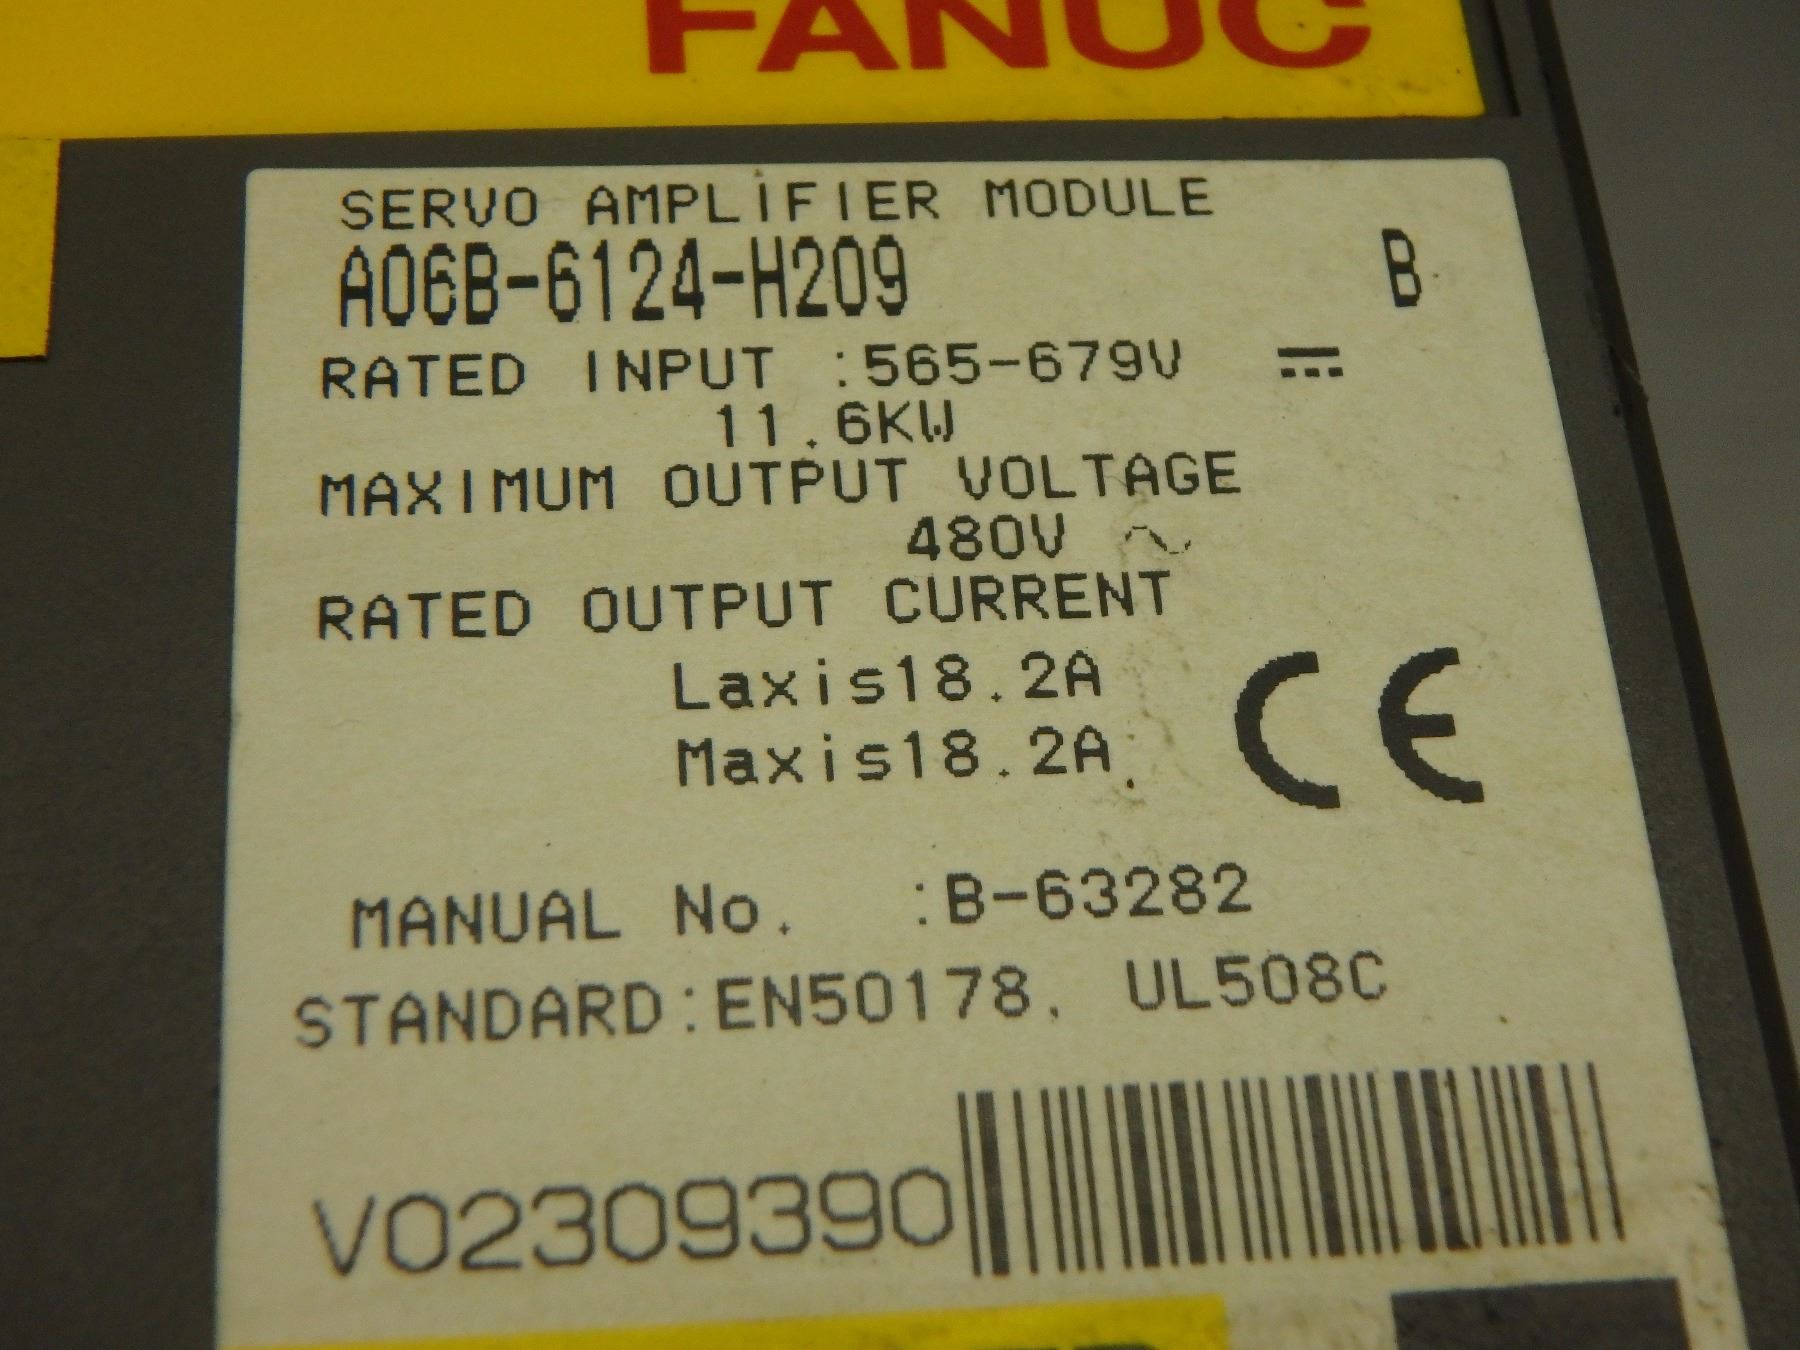 FANUC
SERVO AMPLIFIER MODULE
A06B-6124-H209 B
RATED INPUT :565-679V ⎓
11.6KW
MAXIMUM OUTPUT VOLTAGE
480V ~
RATED OUTPUT CURRENT
Laxis18.2A
Maxis18.2A
CE
MANUAL No. :B-63282
STANDARD:EN50178, UL508C
V02309390